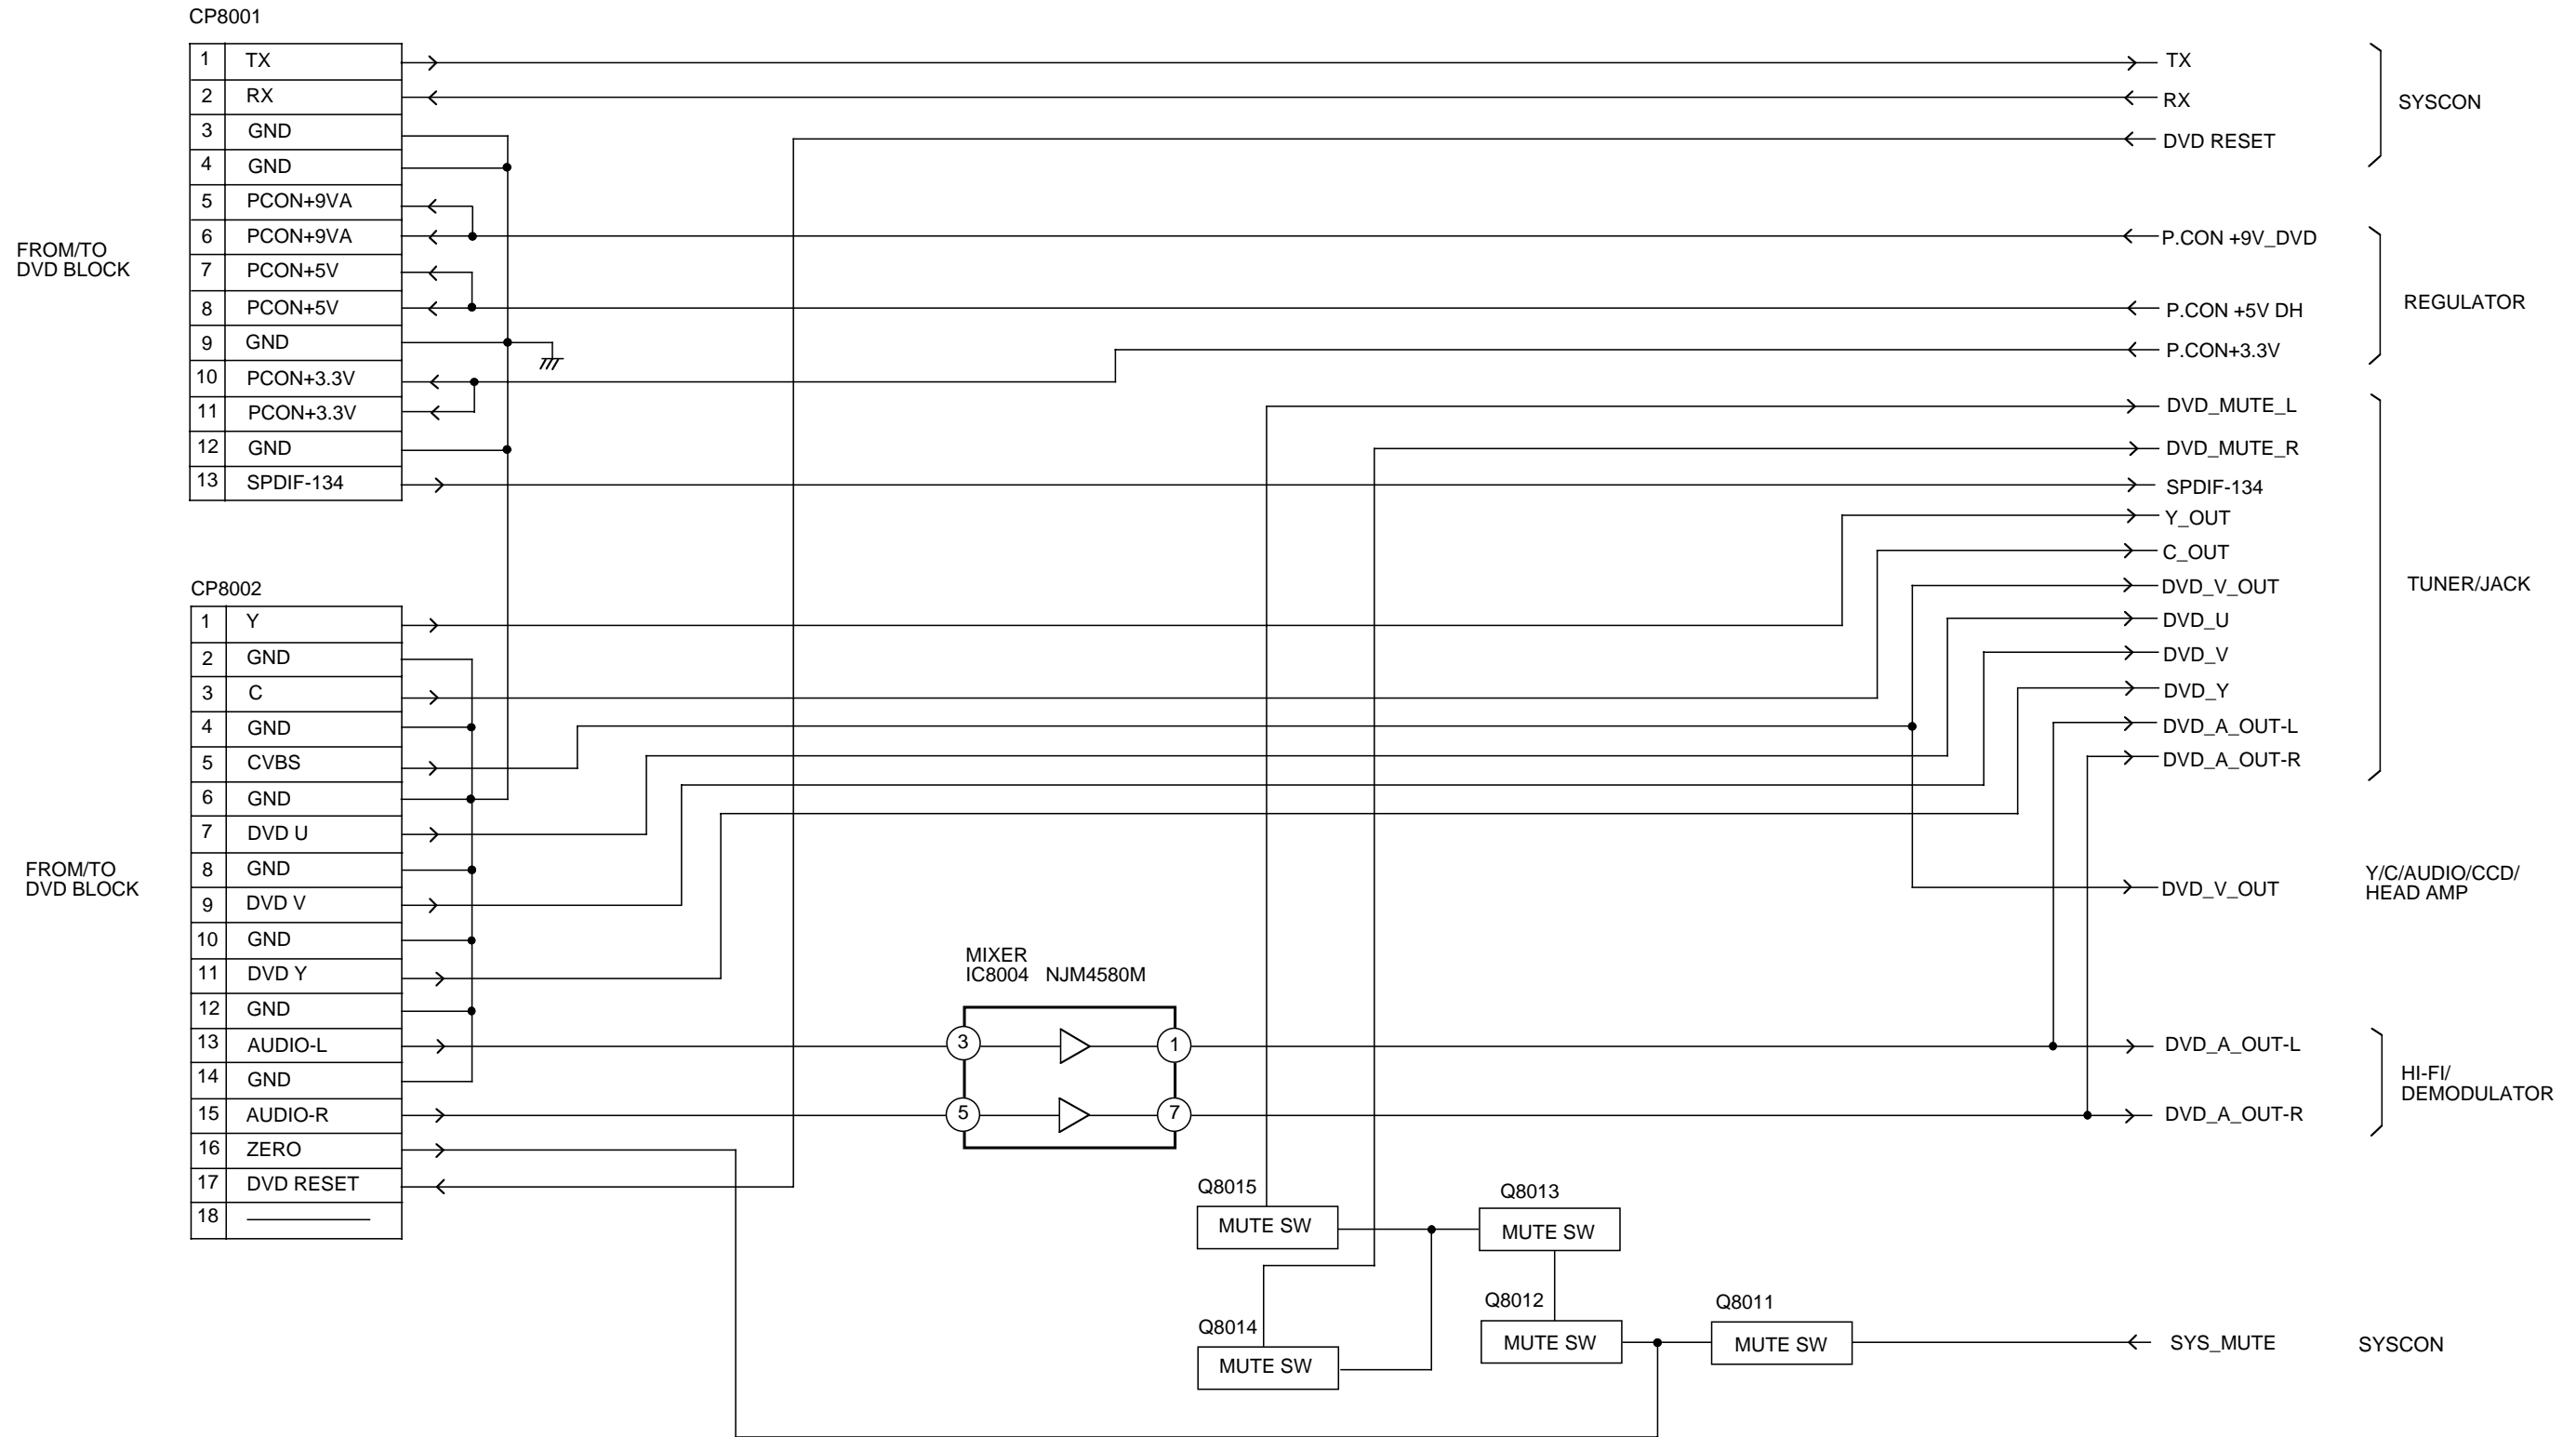 CP8001
1 TX
2 RX
3 GND
4 GND
5 PCON+9VA
6 PCON+9VA
7 PCON+5V
8 PCON+5V
9 GND
10 PCON+3.3V
11 PCON+3.3V
12 GND
13 SPDIF-134
FROM/TO
DVD BLOCK
TX
RX
DVD RESET
SYSCON
P.CON +9V_DVD
P.CON +5V DH
P.CON+3.3V
REGULATOR
DVD_MUTE_L
DVD_MUTE_R
SPDIF-134
Y_OUT
C_OUT
DVD_V_OUT
DVD_U
DVD_V
DVD_Y
DVD_A_OUT-L
DVD_A_OUT-R
TUNER/JACK
CP8002
1 Y
2 GND
3 C
4 GND
5 CVBS
6 GND
7 DVD U
8 GND
9 DVD V
10 GND
11 DVD Y
12 GND
13 AUDIO-L
14 GND
15 AUDIO-R
16 ZERO
17 DVD RESET
18
FROM/TO
DVD BLOCK
DVD_V_OUT
Y/C/AUDIO/CCD/
HEAD AMP
MIXER
IC8004 NJM4580M
3 1
5 7
DVD_A_OUT-L
DVD_A_OUT-R
HI-FI/
DEMODULATOR
Q8015
MUTE SW
Q8013
MUTE SW
Q8014
MUTE SW
Q8012
MUTE SW
Q8011
MUTE SW
SYS_MUTE
SYSCON